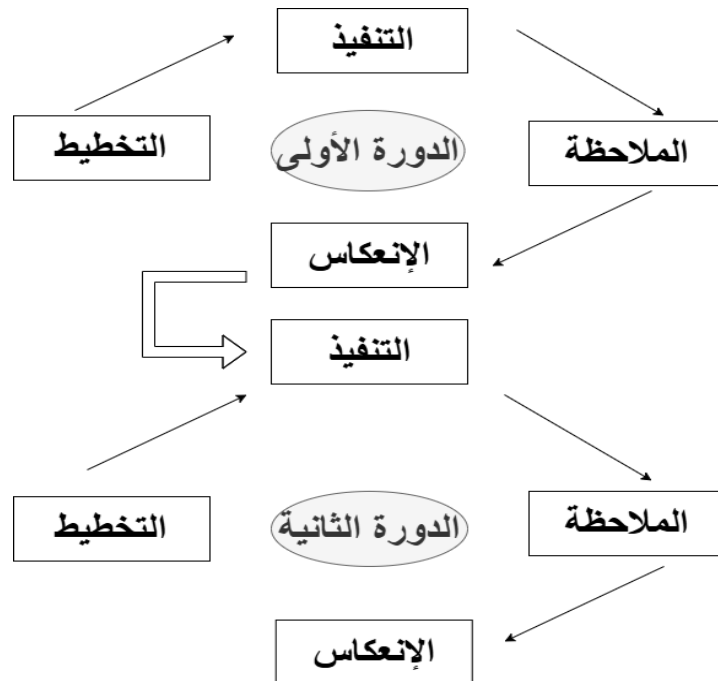 التنفيذ
التخطيط
الدورة الأولى
الملاحظة
الإنعكاس
التنفيذ
التخطيط
الدورة الثانية
الملاحظة
الإنعكاس